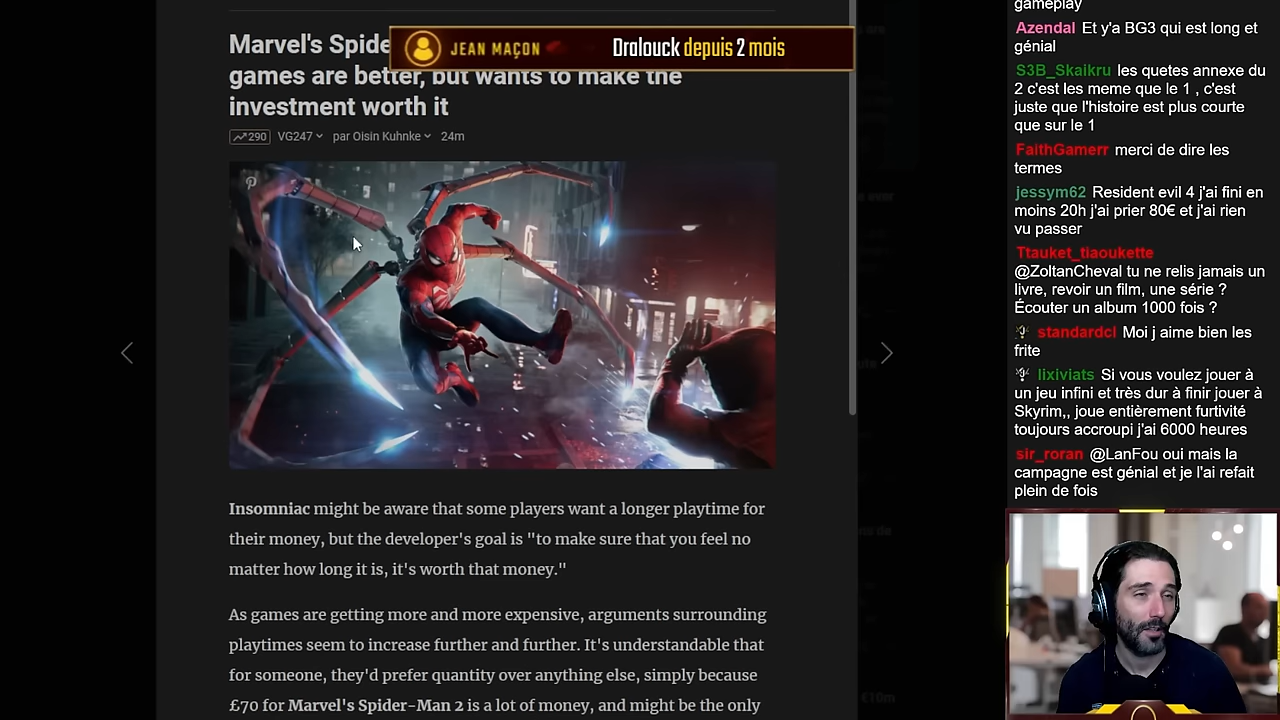 Marvel's Spide
games are better, but wants to make the
investment worth it
JEAN MAÇON
Dralouck depuis 2 mois
290 VG247 par Oisin Kuhnke 24m
Insomniac might be aware that some players want a longer playtime for
their money, but the developer's goal is "to make sure that you feel no
matter how long it is, it's worth that money."
As games are getting more and more expensive, arguments surrounding
playtimes seem to increase further and further. It's understandable that
for someone, they'd prefer quantity over anything else, simply because
£70 for Marvel's Spider-Man 2 is a lot of money, and might be the only
gameplay
Azendal Et y'a BG3 qui est long et
génial
S3B_Skaikru les quetes annexe du
2 c'est les meme que le 1 , c'est
juste que l'histoire est plus courte
que sur le 1
FaithGamerr merci de dire les
termes
jessym62 Resident evil 4 j'ai fini en
moins 20h j'ai prier 80€ et j'ai rien
vu passer
Ttauket_tiaoukette
@ZoltanCheval tu ne relis jamais un
livre, revoir un film, une série ?
Écouter un album 1000 fois ?
standardcl Moi j aime bien les
frite
lixiviats Si vous voulez jouer à
un jeu infini et très dur à finir jouer à
Skyrim,, joue entièrement furtivité
toujours accroupi j'ai 6000 heures
sir_roran @LanFou oui mais la
campagne est génial et je l'ai refait
plein de fois